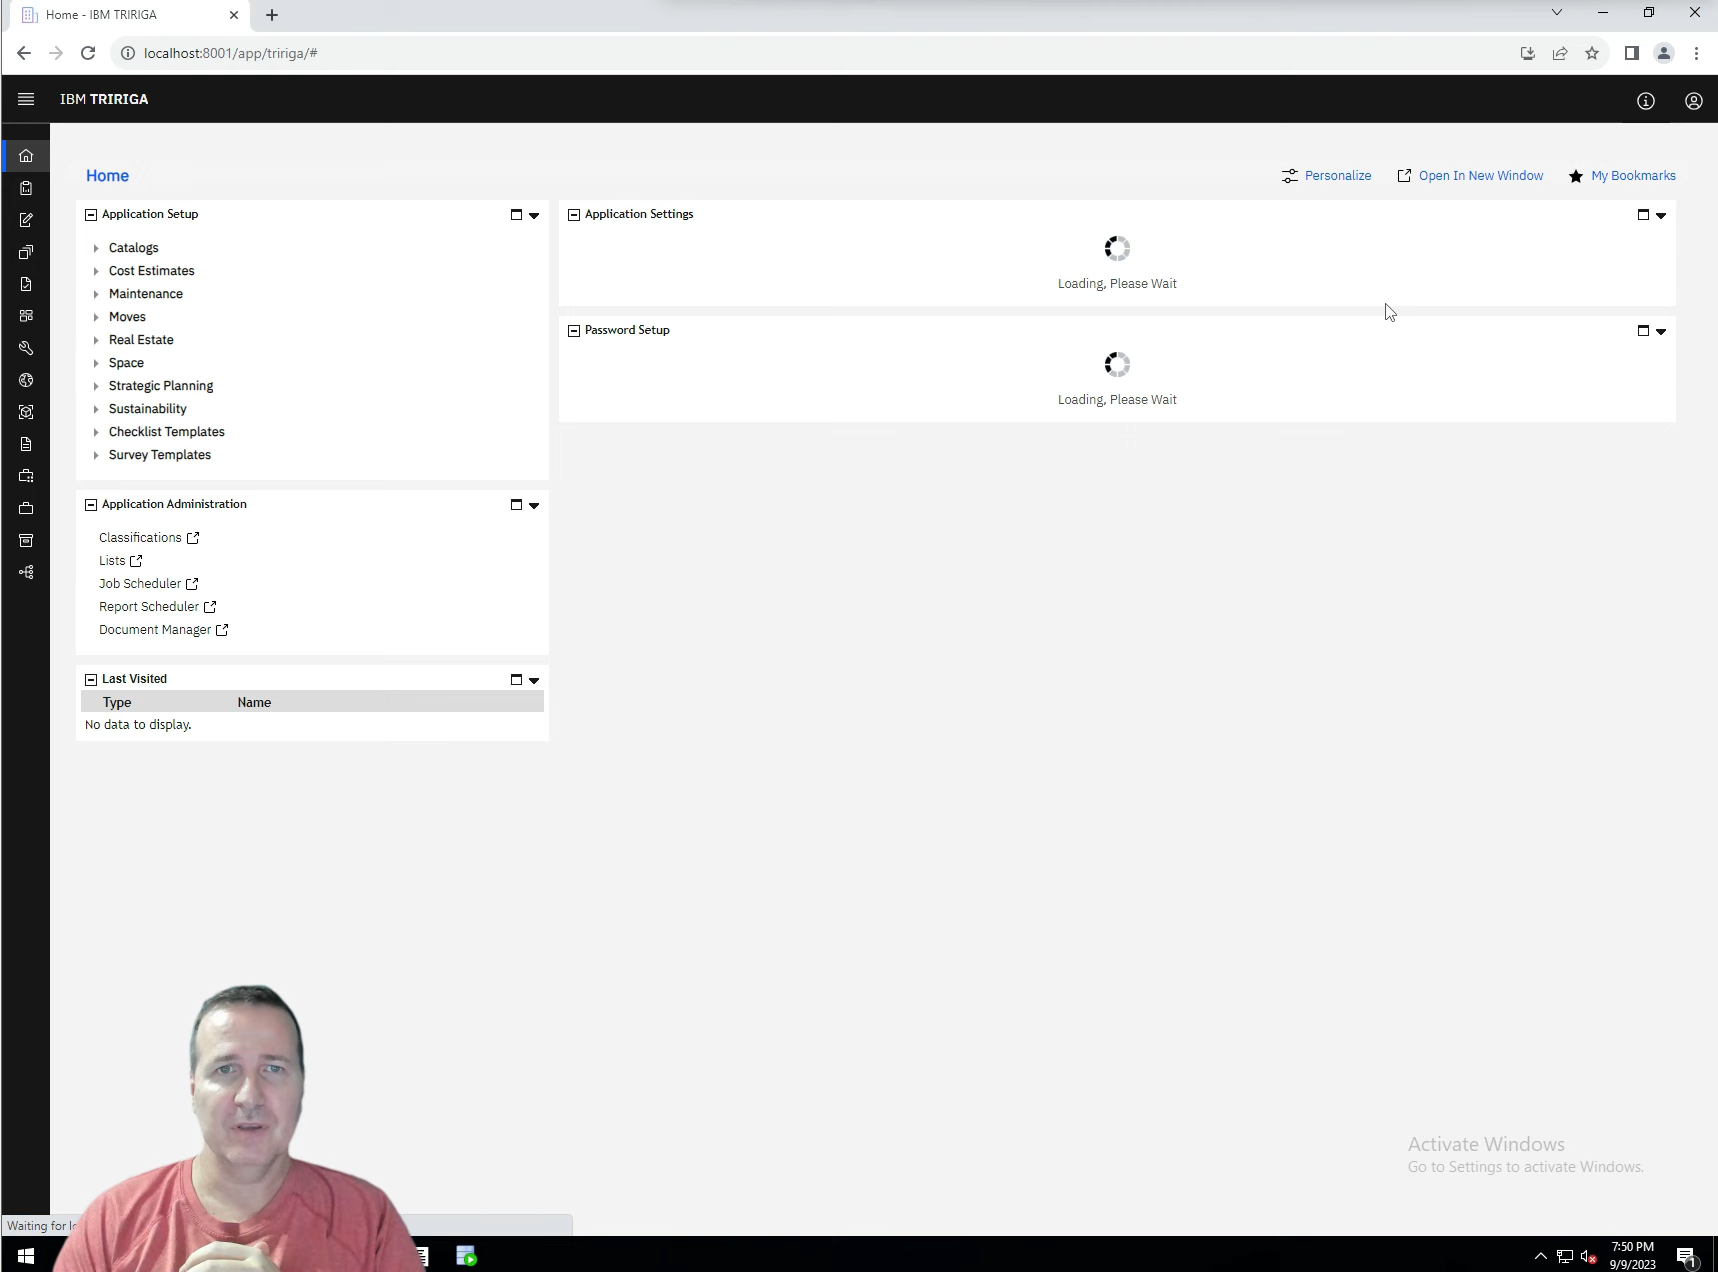 Home - IBM TRIRIGA
localhost:8001/app/tririga/#
IBM TRIRIGA
Home
Personalize
Open In New Window
My Bookmarks
Application Setup
Catalogs
Cost Estimates
Maintenance
Moves
Real Estate
Space
Strategic Planning
Sustainability
Checklist Templates
Survey Templates
Application Settings
Loading, Please Wait
Password Setup
Loading, Please Wait
Application Administration
Classifications
Lists
Job Scheduler
Report Scheduler
Document Manager
Last Visited
Type Name
No data to display.
Activate Windows
Go to Settings to activate Windows.
Waiting for
7:50 PM
9/9/2023
1